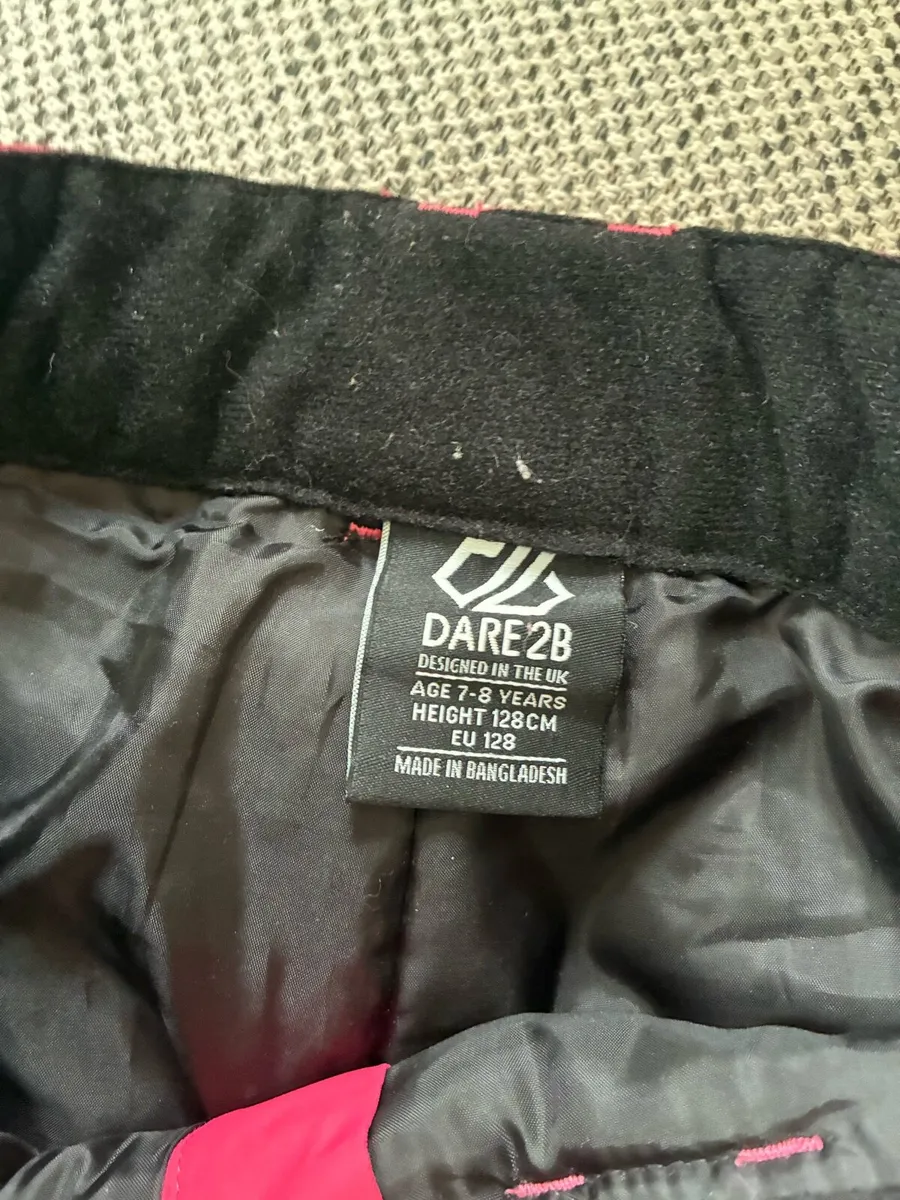 DARE2B
DESIGNED IN THE UK
AGE 7-8 YEARS
HEIGHT 128CM
EU 128
MADE IN BANGLADESH